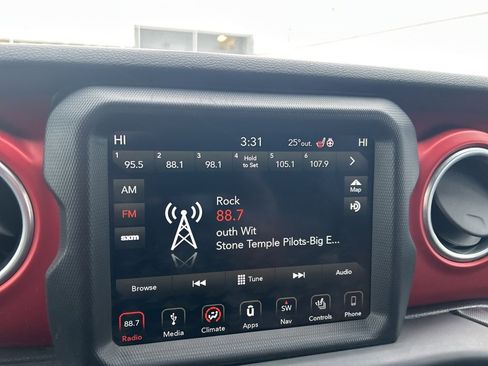 HI 3:31 25°out. HI
1 95.5 2 88.1 3 98.1 4 Hold to Set 5 105.1 6 107.9
AM
Map
Rock
FM
88.7
HD
outh Wit
sxm
Stone Temple Pilots-Big E...
Browse Tune Audio
88.7 SW
Radio Media Climate Apps Nav Controls Phone